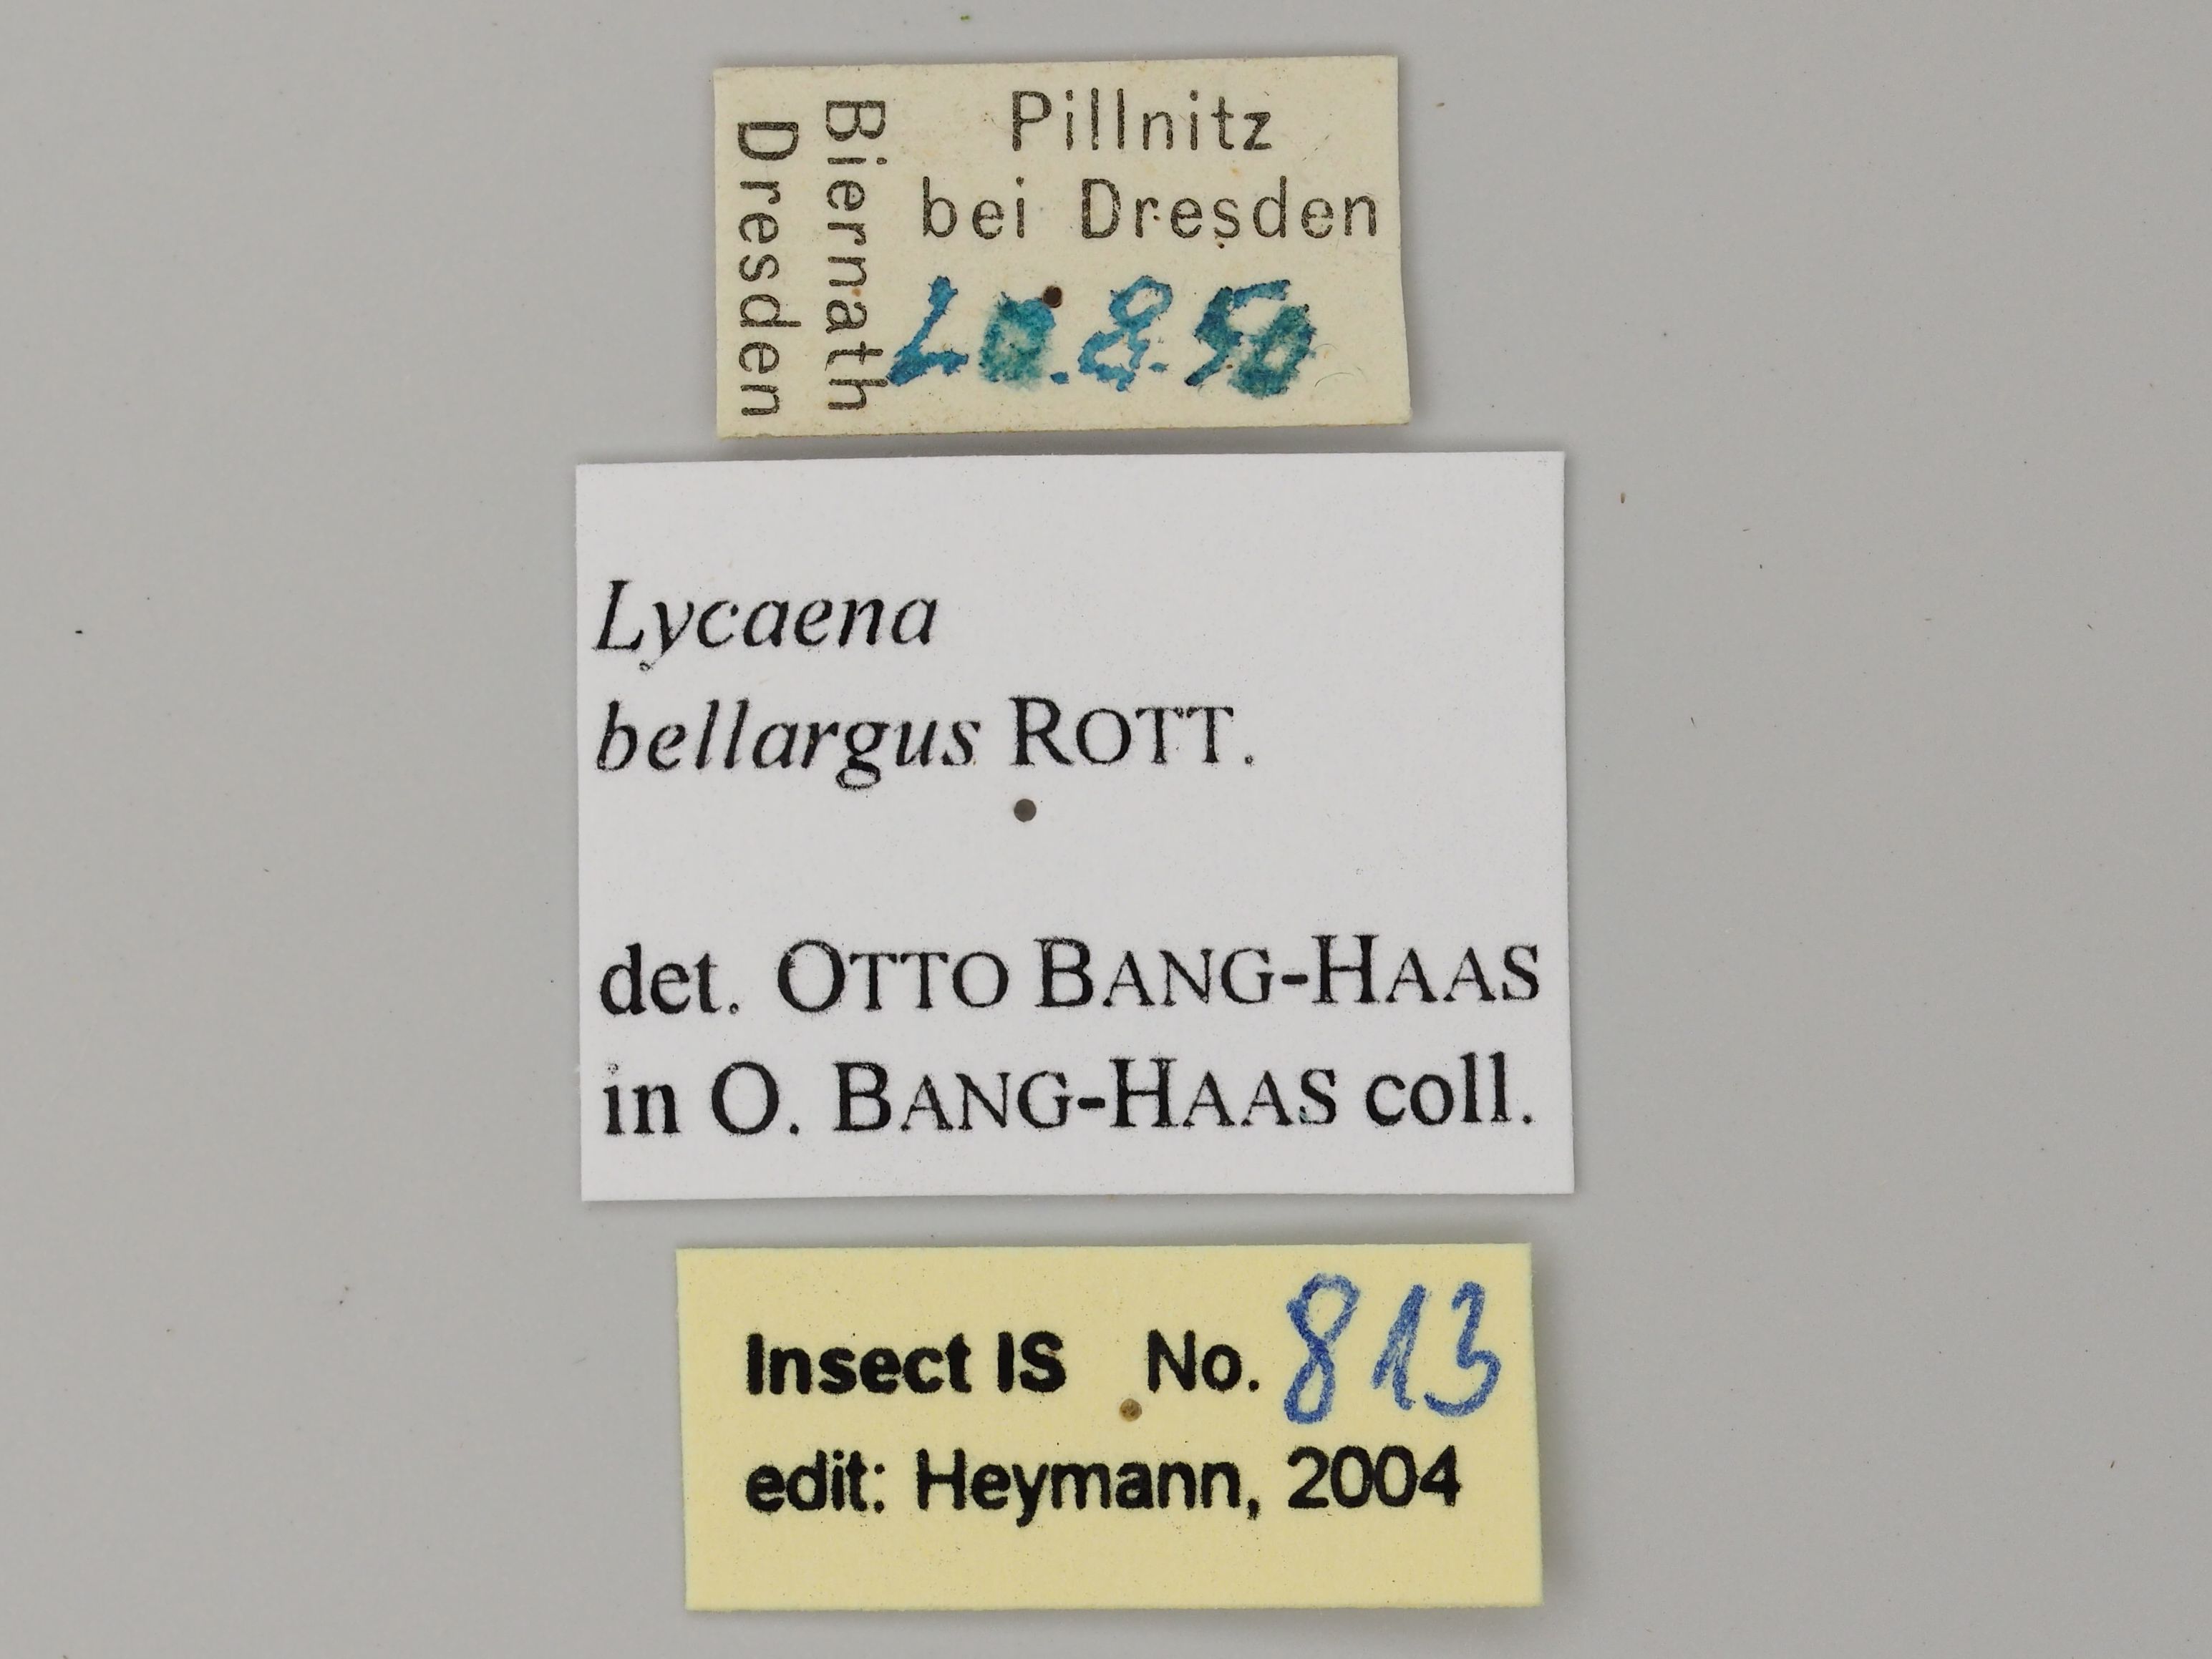 Pillnitz
bei Dresden
20.8.50
Biernath
Dresden
Lycaena
bellargus ROTT.
det. OTTO BANG-HAAS
in O. BANG-HAAS coll.
Insect IS No. 813
edit: Heymann, 2004